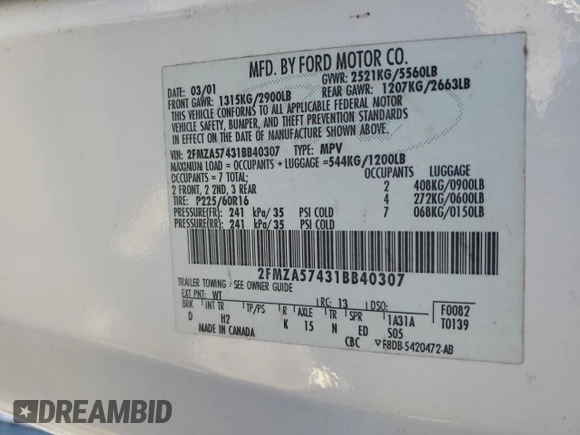 MFD. BY FORD MOTOR CO.
DATE: 03/01 GVWR: 2521KG/5560LB
FRONT GAWR: 1315KG/2900LB REAR GAWR: 1207KG/2663LB
THIS VEHICLE CONFORMS TO ALL APPLICABLE FEDERAL MOTOR
VEHICLE SAFETY, BUMPER, AND THEFT PREVENTION STANDARDS
IN EFFECT ON THE DATE OF MANUFACTURE SHOWN ABOVE.
VIN: 2FMZA57431BB40307 TYPE: MPV
MAXIMUM LOAD = OCCUPANTS + LUGGAGE =544KG/1200LB
OCCUPANTS = 7 TOTAL; OCCUPANTS LUGGAGE
2 FRONT, 2 2ND, 3 REAR 2 408KG/0900LB
TIRE: P225/60R16 4 272KG/0600LB
PRESSURE(FR): 241 kPa/35 PSI COLD 7 068KG/0150LB
PRESSURE(RR): 241 kPa/35 PSI COLD
2FMZA57431BB40307
TRAILER TOWING - SEE OWNER GUIDE
EXT PNT: WT RC: 13 DSO: F0082
BRK INT TR TP/PS R AXLE TR SPR 1A31A T0139
D H2 K 15 N ED S05
MADE IN CANADA CBC F8DB-5420472-AB
DREAMBID